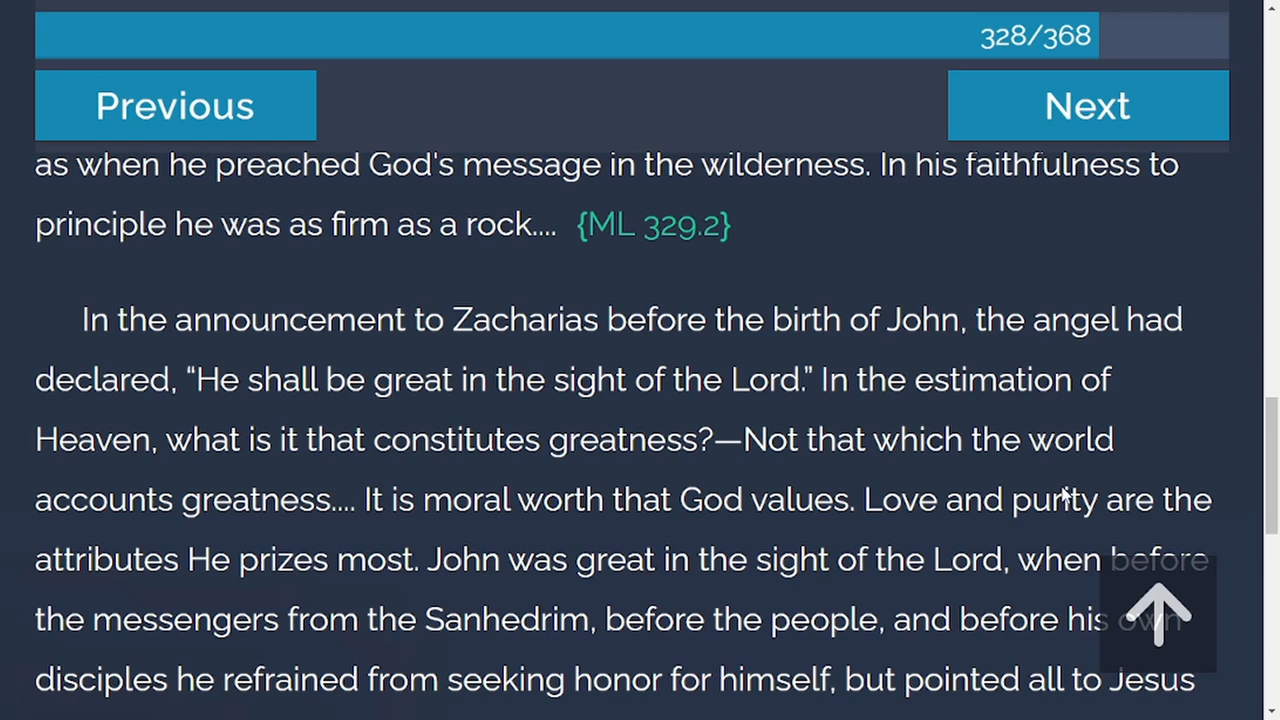 328/368
Previous
Next
as when he preached God's message in the wilderness. In his faithfulness to
principle he was as firm as a rock.... {ML 329.2}
In the announcement to Zacharias before the birth of John, the angel had
declared, “He shall be great in the sight of the Lord.” In the estimation of
Heaven, what is it that constitutes greatness?—Not that which the world
accounts greatness.... It is moral worth that God values. Love and purity are the
attributes He prizes most. John was great in the sight of the Lord, when before
the messengers from the Sanhedrim, before the people, and before his own
disciples he refrained from seeking honor for himself, but pointed all to Jesus